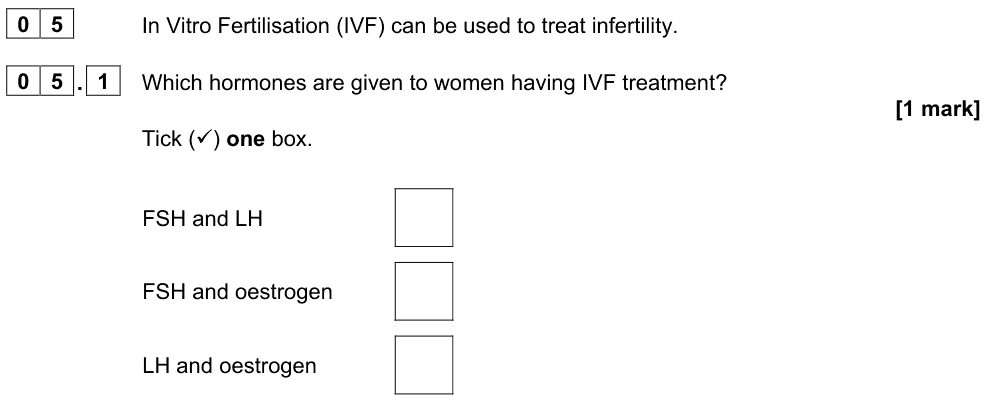 0 5 In Vitro Fertilisation (IVF) can be used to treat infertility.
0 5 . 1 Which hormones are given to women having IVF treatment?
[1 mark]
Tick (✓) one box.
FSH and LH
FSH and oestrogen
LH and oestrogen